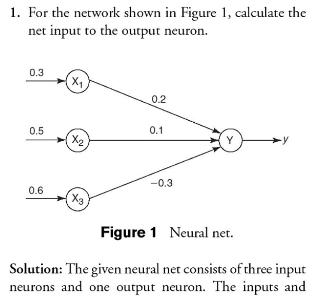 1. For the network shown in Figure 1, calculate the
net input to the output neuron.
0.3
X1
0.2
0.5
X2
0.1
Y
y
0.6
X3
−0.3
Figure 1 Neural net.
Solution: The given neural net consists of three input
neurons and one output neuron. The inputs and